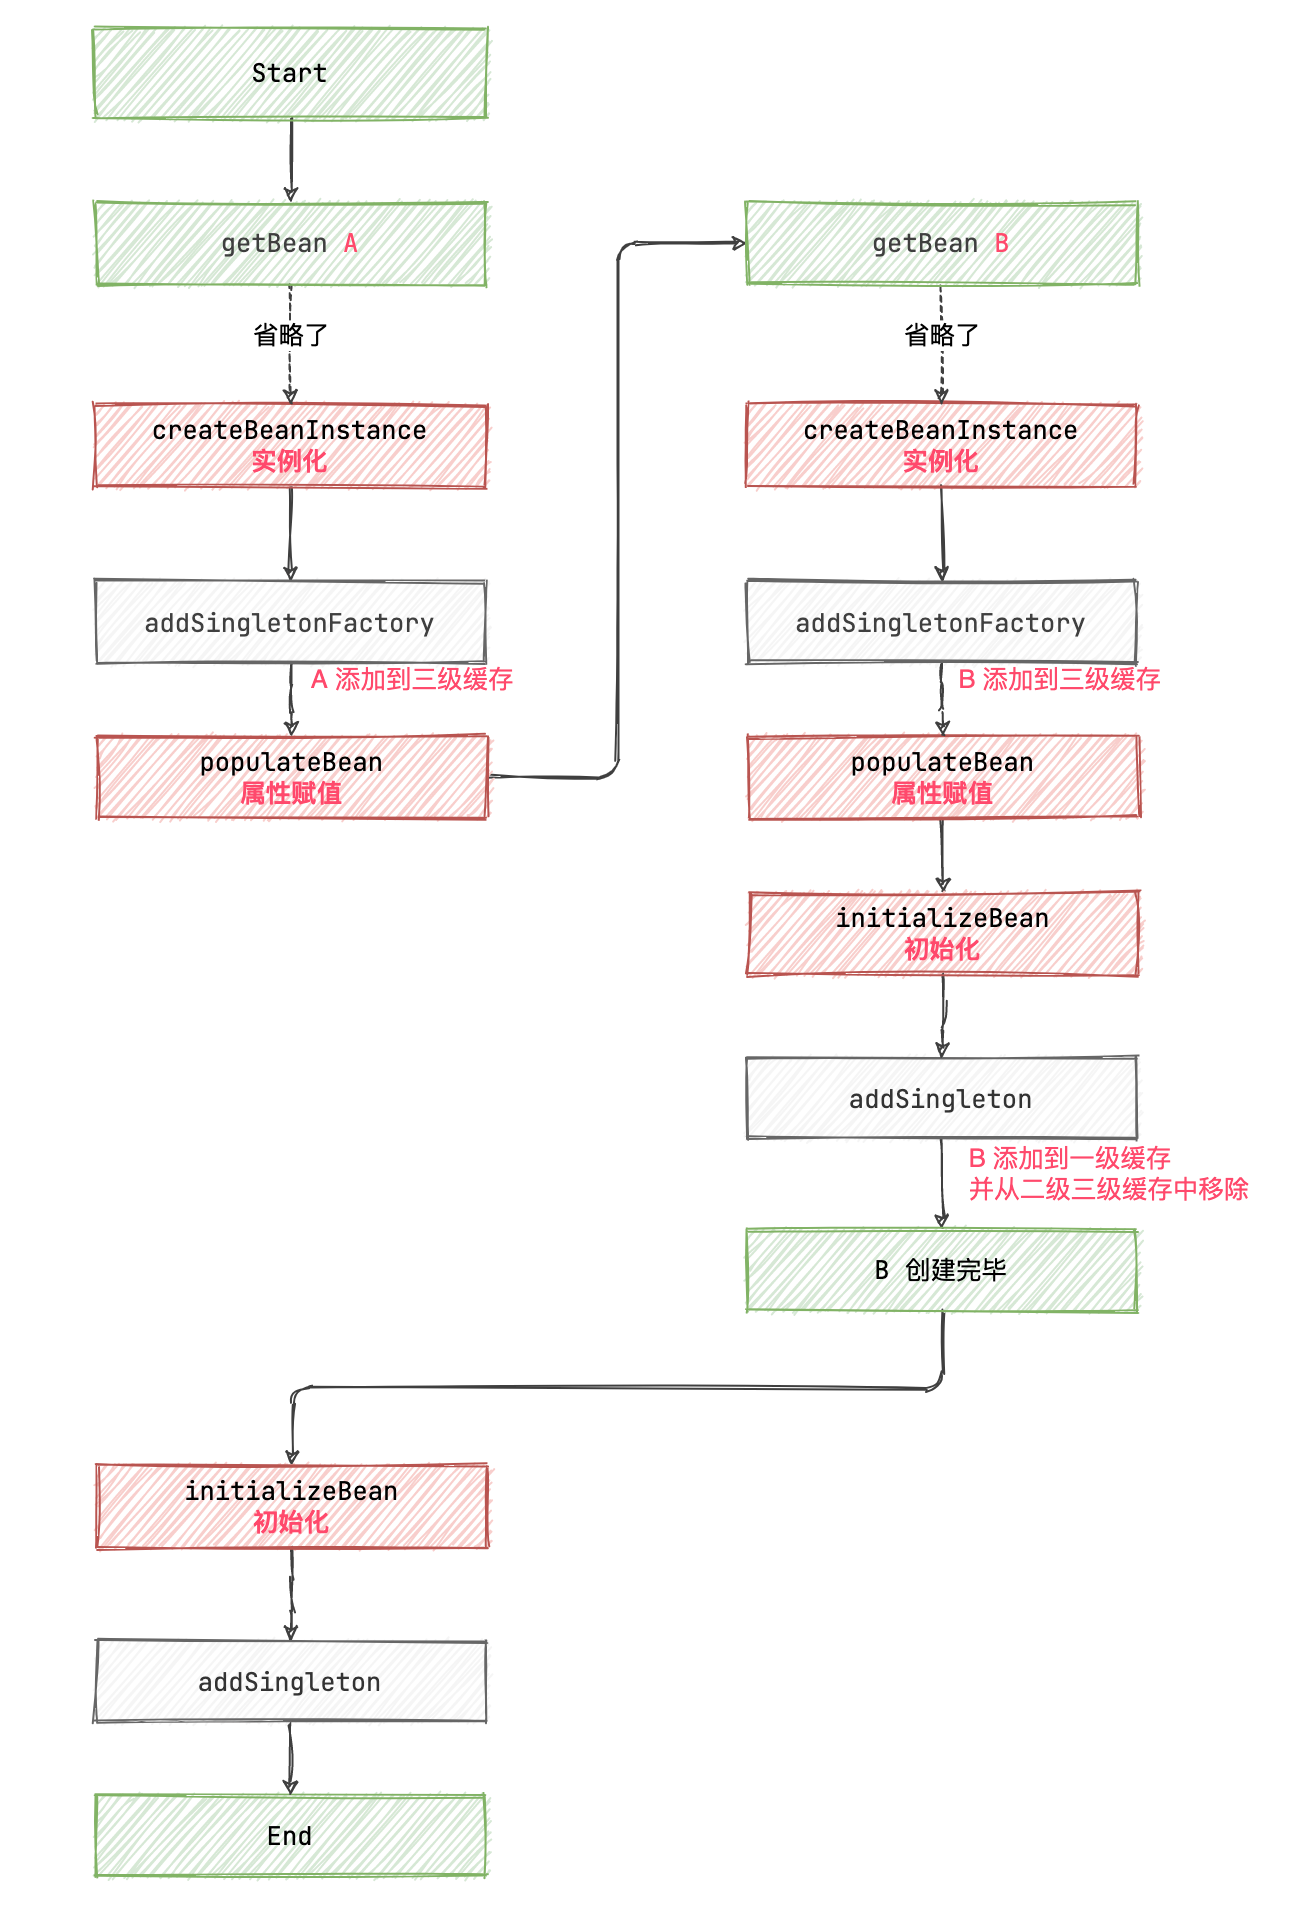 Start
getBean A
省略了
createBeanInstance
实例化
addSingletonFactory
A 添加到三级缓存
populateBean
属性赋值
getBean B
省略了
createBeanInstance
实例化
addSingletonFactory
B 添加到三级缓存
populateBean
属性赋值
initializeBean
初始化
addSingleton
B 添加到一级缓存
并从二级三级缓存中移除
B 创建完毕
initializeBean
初始化
addSingleton
End